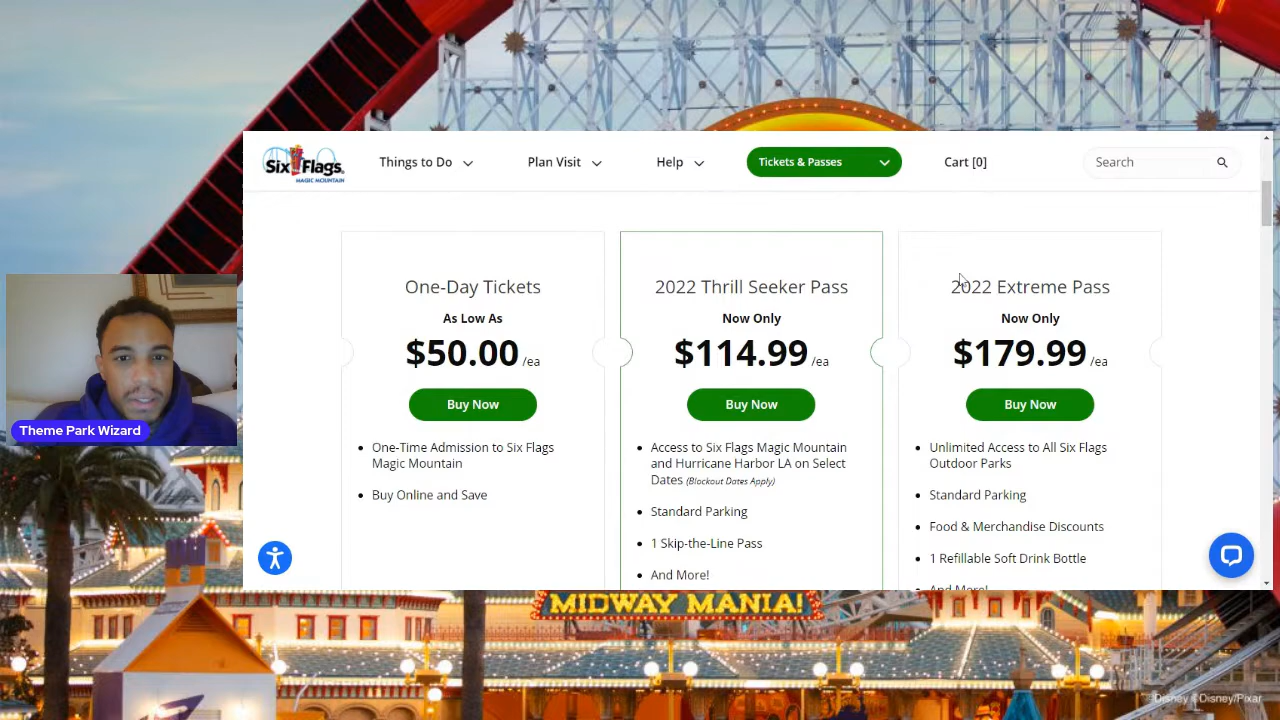 Six Flags
MAGIC MOUNTAIN
Things to Do
Plan Visit
Help
Tickets & Passes
Cart [0]
Search
One-Day Tickets
As Low As
$50.00 /ea
Buy Now
One-Time Admission to Six Flags
Magic Mountain
Buy Online and Save
2022 Thrill Seeker Pass
Now Only
$114.99 /ea
Buy Now
Access to Six Flags Magic Mountain
and Hurricane Harbor LA on Select
Dates (Blockout Dates Apply)
Standard Parking
1 Skip-the-Line Pass
And More!
2022 Extreme Pass
Now Only
$179.99 /ea
Buy Now
Unlimited Access to All Six Flags
Outdoor Parks
Standard Parking
Food & Merchandise Discounts
1 Refillable Soft Drink Bottle
And More!
Theme Park Wizard
MIDWAY MANIA!
©Disney ©Disney/Pixar